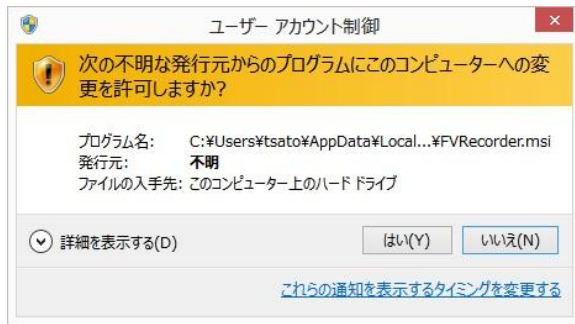 ユーザー アカウント制御
次の不明な発行元からのプログラムにこのコンピューターへの変
更を許可しますか?
プログラム名: C:¥Users¥tsato¥AppData¥Local...¥FVRecorder.msi
発行元: 不明
ファイルの入手先: このコンピューター上のハード ドライブ
詳細を表示する(D) はい(Y) いいえ(N)
これらの通知を表示するタイミングを変更する